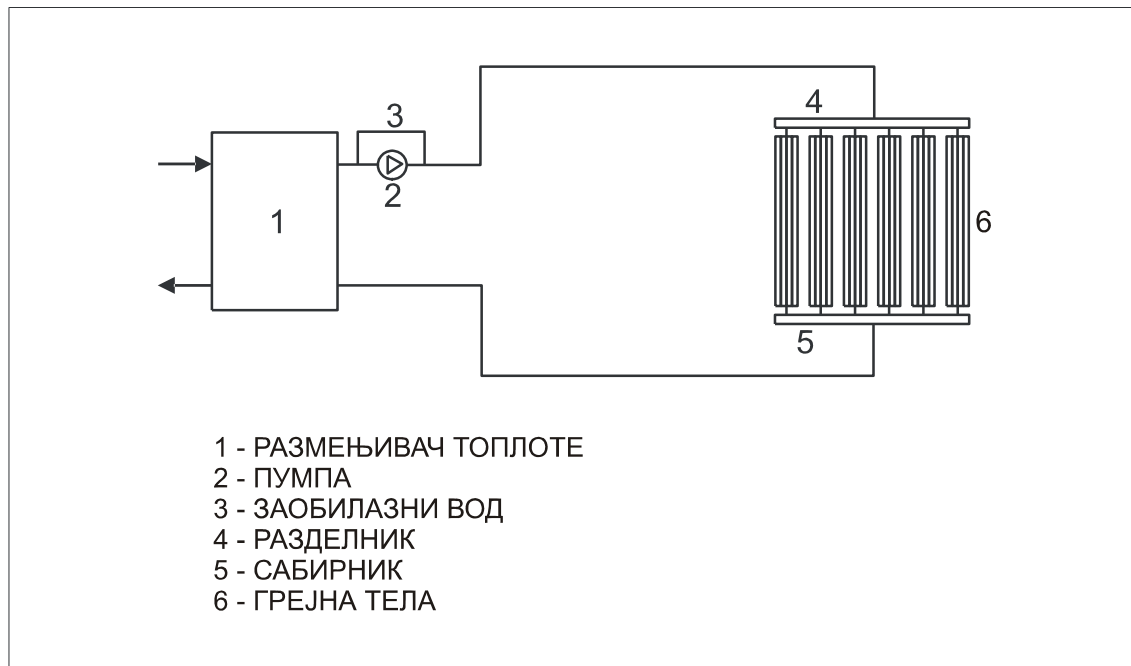 3
4
2
1
6
5
1 - РАЗМЕЊИВАЧ ТОПЛОТЕ
2 - ПУМПА
3 - ЗАОБИЛАЗНИ ВОД
4 - РАЗДЕЛНИК
5 - САБИРНИК
6 - ГРЕЈНА ТЕЛА